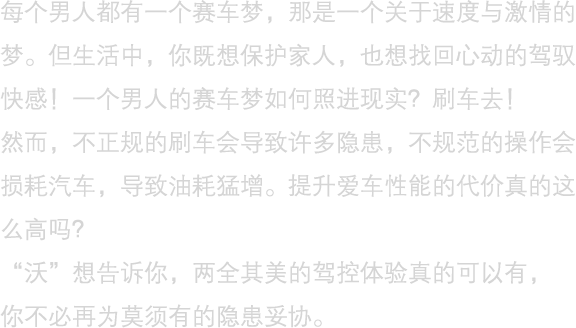 每个男人都有一个赛车梦，那是一个关于速度与激情的
梦。但生活中，你既想保护家人，也想找回心动的驾驭
快感！一个男人的赛车梦如何照进现实？刷车去！
然而，不正规的刷车会导致许多隐患，不规范的操作会
损耗汽车，导致油耗猛增。提升爱车性能的代价真的这
么高吗？
“沃”想告诉你，两全其美的驾控体验真的可以有，
你不必再为莫须有的隐患妥协。